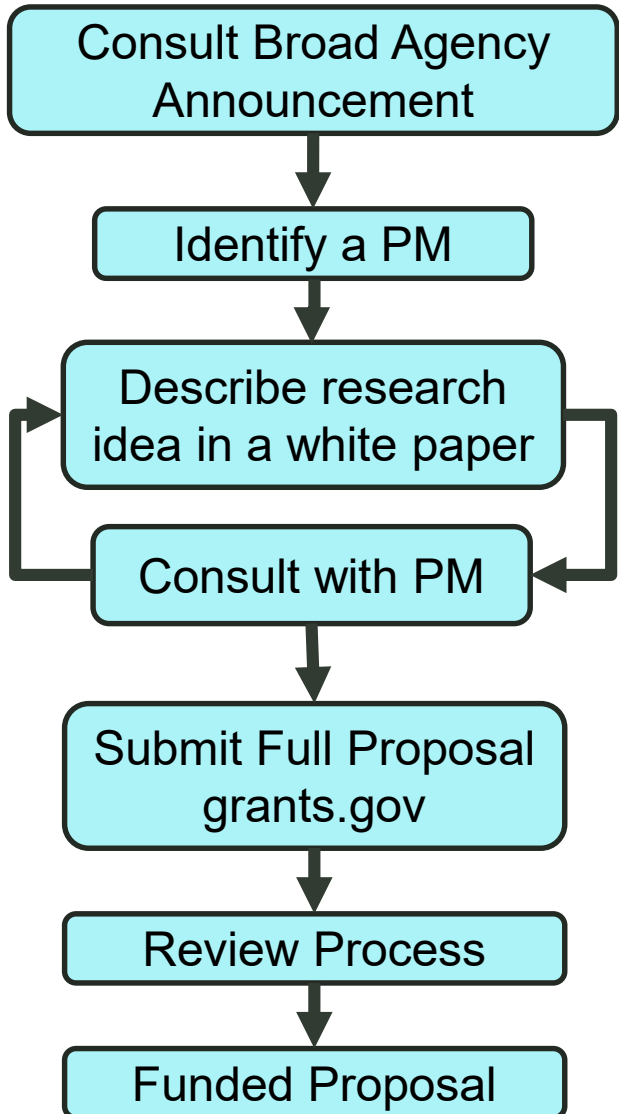 Consult Broad Agency
Announcement
Identify a PM
Describe research
idea in a white paper
Consult with PM
Submit Full Proposal
grants.gov
Review Process
Funded Proposal